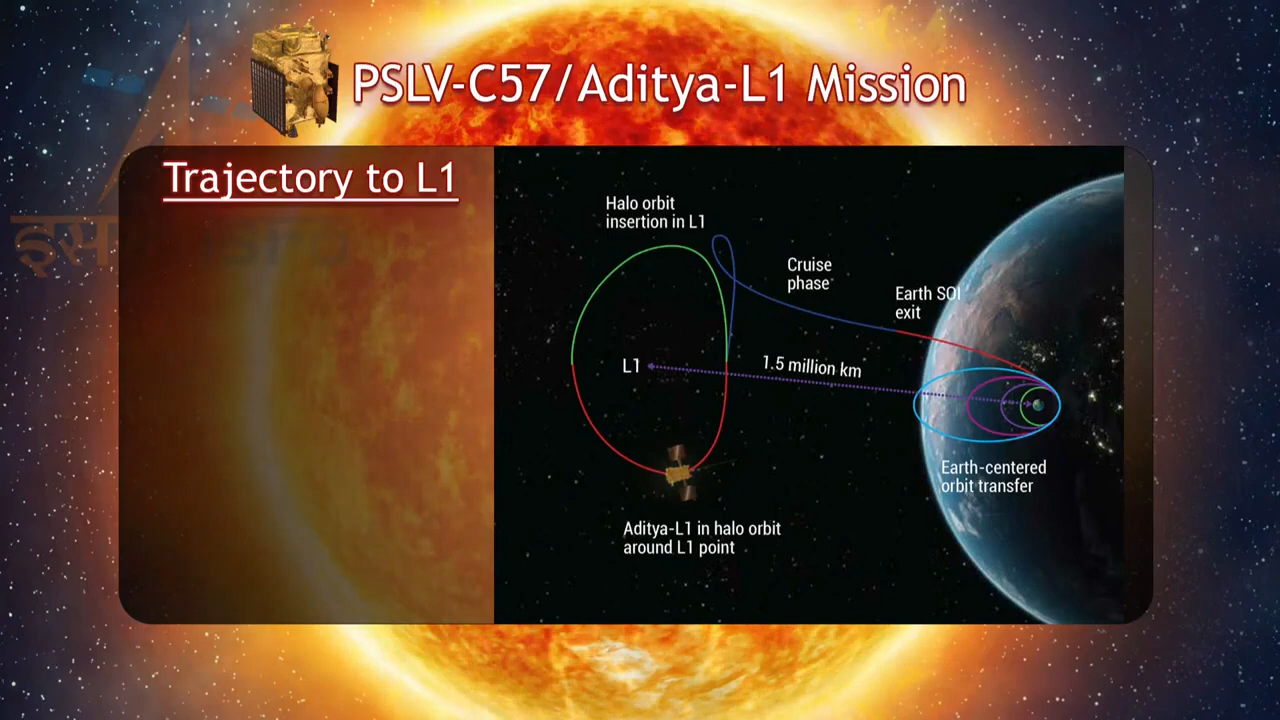 PSLV-C57/Aditya-L1 Mission
Trajectory to L1
इस
Halo orbit
insertion in L1
Cruise
phase
Earth SOI
exit
L1
1.5 million km
Earth-centered
orbit transfer
Aditya-L1 in halo orbit
around L1 point